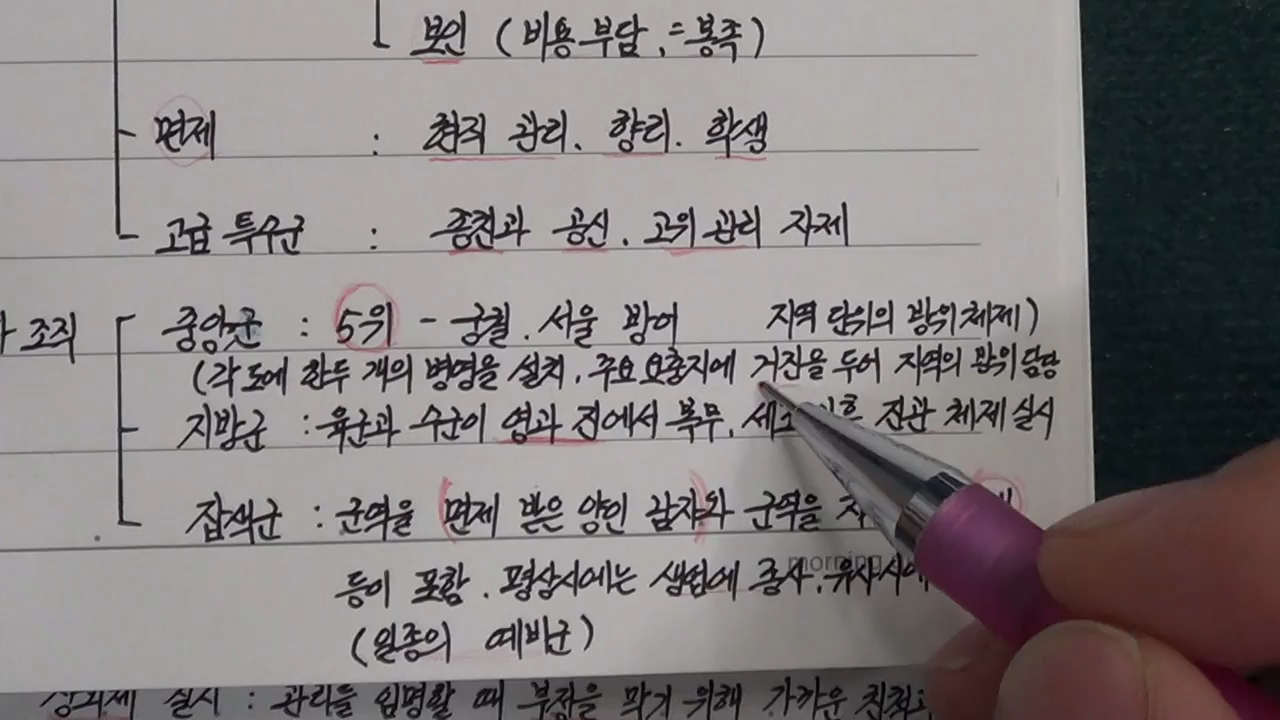 보인 (비용 부담, = 봉족)
면제 : 현직 관리. 향리. 학생
고급 특수군 : 종친과 공신. 고위 관리 자제
조직 중앙군 : 5위 - 궁궐. 서울 방어 지역 단위의 방위 체제)
(각 도에 한두 개의 병영을 설치. 주요 요충지에 거진을 두어 지역의 방위 담당
지방군 : 육군과 수군이 영과 진에서 복무. 세조 이후 진관 체제 실시
잡색군 : 군역을 면제 받은 양인 남자와 군역을
등이 포함. 평상시에는 생업에 종사. 유사시에
morning
(일종의 예비군)
상피제 실시 : 관리들 임명할 때 부정을 막기 위해 가까운